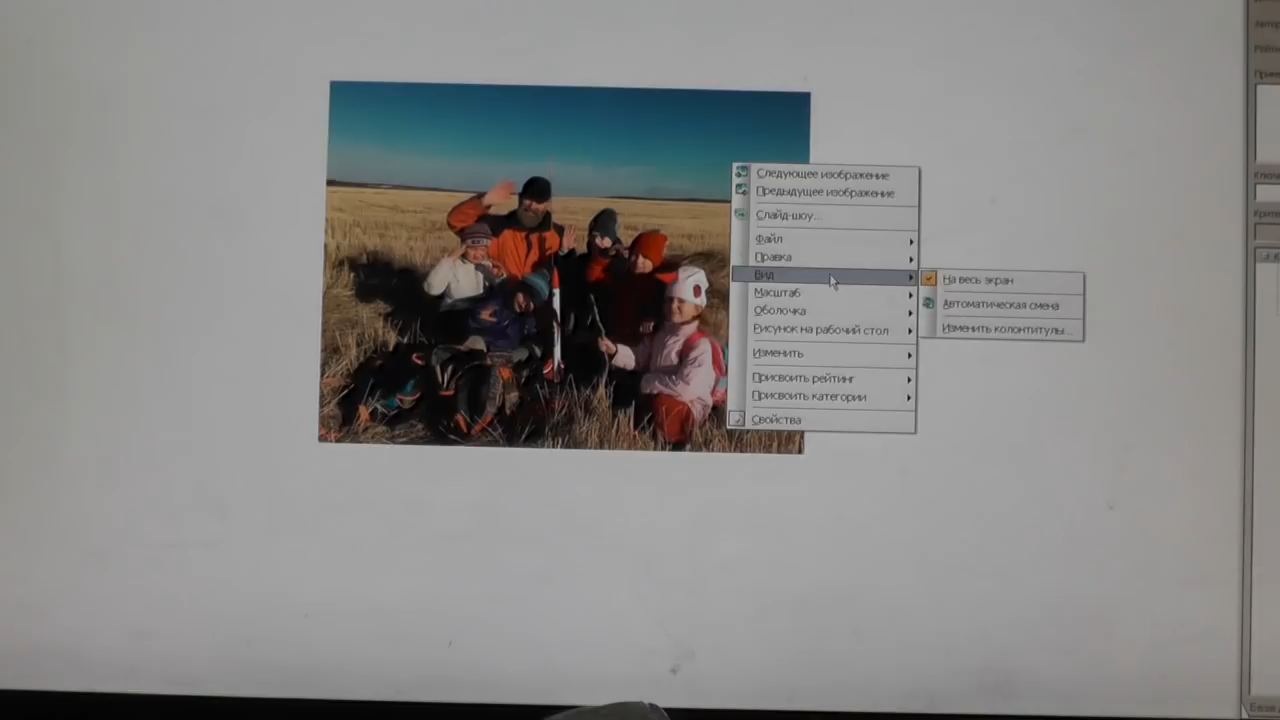 Следующее изображение
Предыдущее изображение
Слайд-шоу...
Файл
Правка
Вид
Масштаб
Оболочка
Рисунок на рабочий стол
Изменить
Присвоить рейтинг
Присвоить категории
Свойства
На весь экран
Автоматическая смена
Изменить колонтитулы...